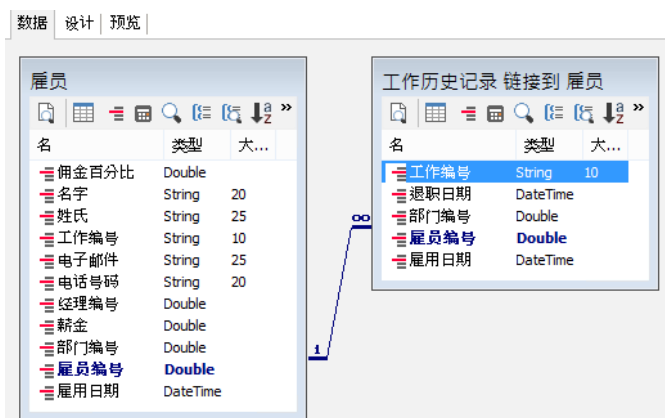 数据 设计 预览
雇员
名 类型 大...
佣金百分比 Double
名字 String 20
姓氏 String 25
工作编号 String 10
电子邮件 String 25
电话号码 String 20
经理编号 Double
薪金 Double
部门编号 Double
雇员编号 Double
雇用日期 DateTime
1
∞
工作历史记录 链接到 雇员
名 类型 大...
工作编号 String 10
退职日期 DateTime
部门编号 Double
雇员编号 Double
雇用日期 DateTime